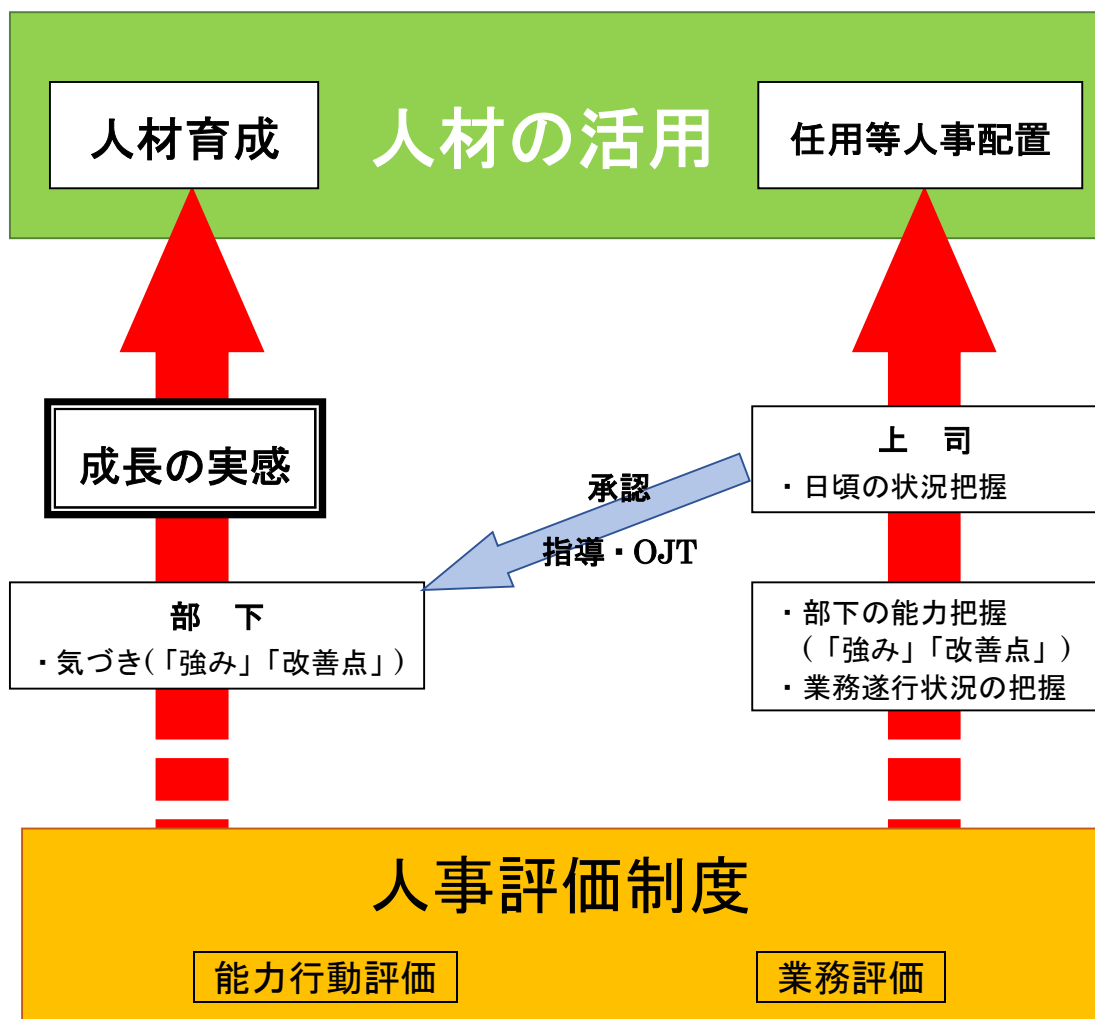 人材育成
人材の活用
任用等人事配置
成長の実感
上　司
・日頃の状況把握
承認
指導・OJT
部　下
・気づき(「強み」「改善点」)
・部下の能力把握
(「強み」「改善点」)
・業務遂行状況の把握
人事評価制度
能力行動評価
業務評価